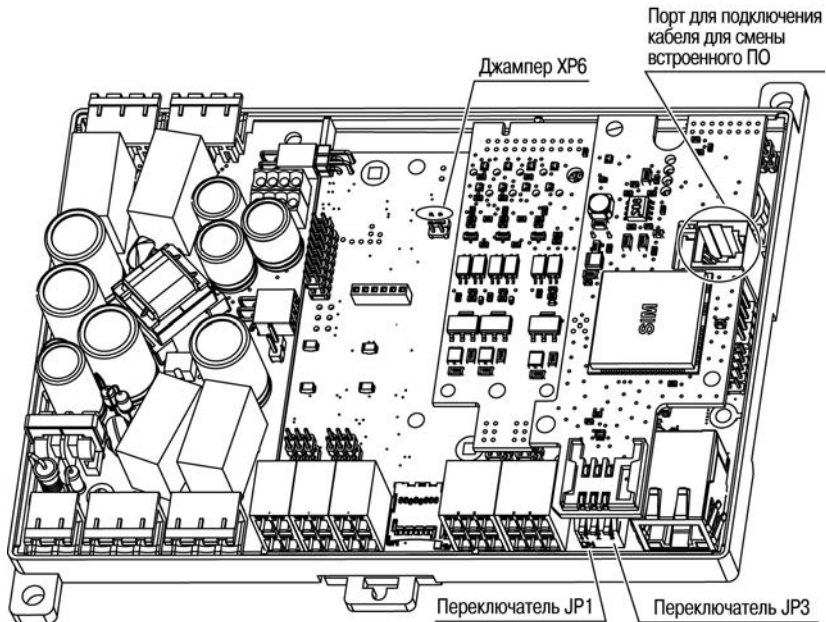 Порт для подключения
кабеля для смены
встроенного ПО
Джампер XP6
SIM
Переключатель JP1
Переключатель JP3